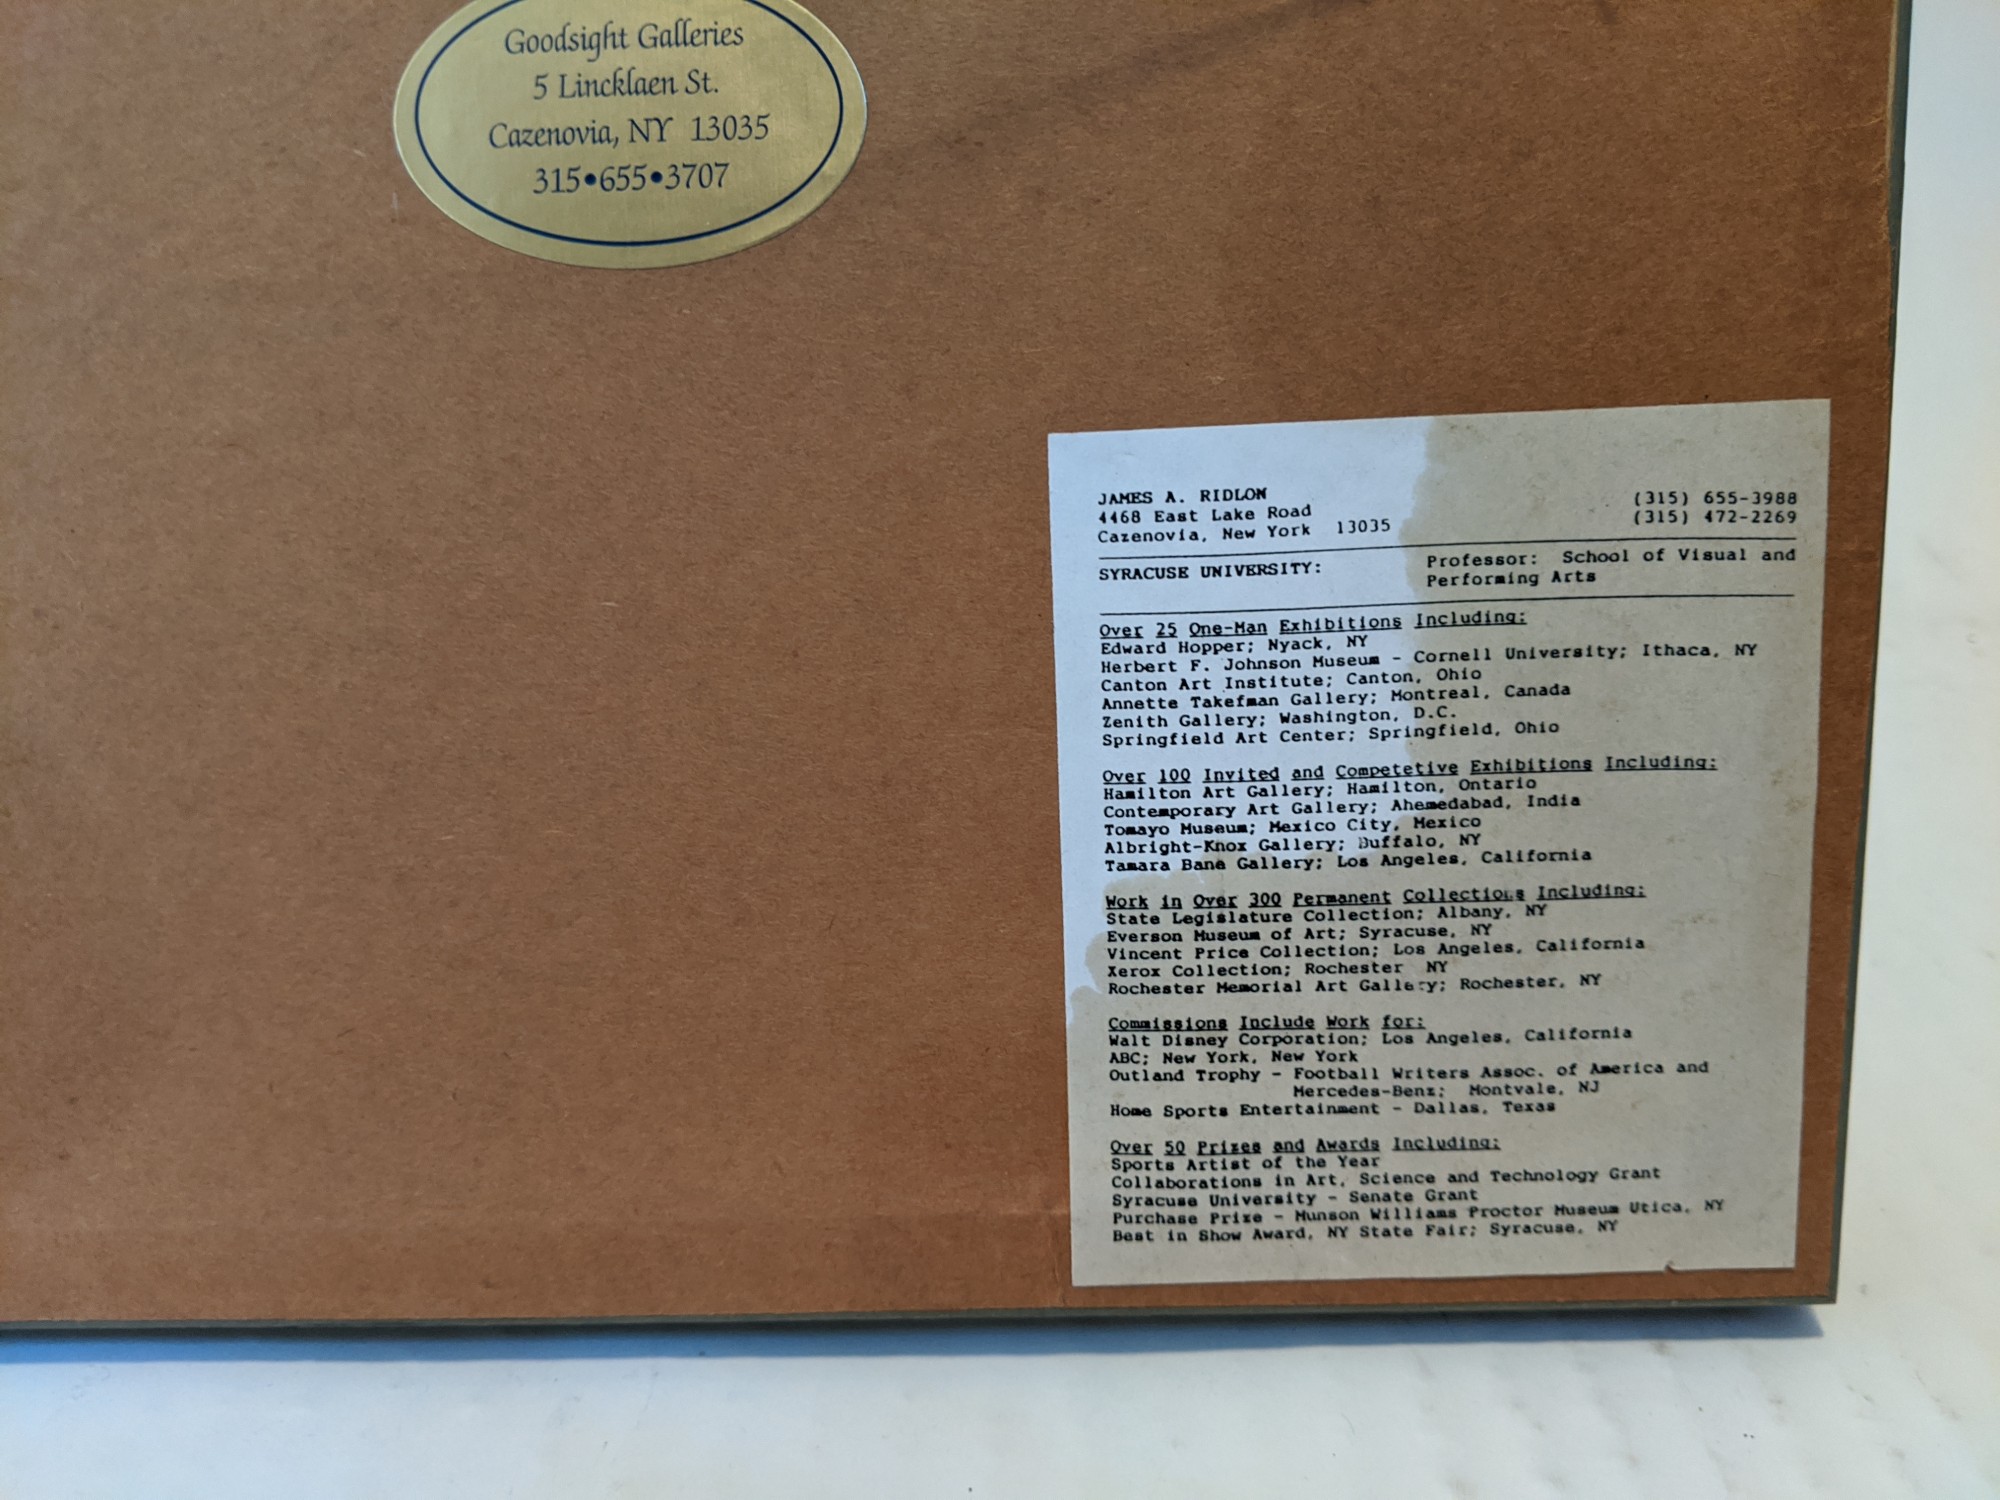 Goodsight Galleries
5 Lincklaen St.
Cazenovia, NY 13035
315•655•3707
JAMES A. RIDLON
4468 East Lake Road
Cazenovia, New York 13035
(315) 655-3988
(315) 472-2269
SYRACUSE UNIVERSITY:
Professor: School of Visual and
Performing Arts
Over 25 One-Man Exhibitions Including:
Edward Hopper; Nyack, NY
Herbert F. Johnson Museum - Cornell University; Ithaca, NY
Canton Art Institute; Canton, Ohio
Annette Takefman Gallery; Montreal, Canada
Zenith Gallery; Washington, D.C.
Springfield Art Center; Springfield, Ohio
Over 100 Invited and Competetive Exhibitions Including:
Hamilton Art Gallery; Hamilton, Ontario
Contemporary Art Gallery; Ahemedabad, India
Tomayo Museum; Mexico City, Mexico
Albright-Knox Gallery; Buffalo, NY
Tamara Bane Gallery; Los Angeles, California
Work in Over 300 Permanent Collections Including:
State Legislature Collection; Albany, NY
Everson Museum of Art; Syracuse, NY
Vincent Price Collection; Los Angeles, California
Xerox Collection; Rochester NY
Rochester Memorial Art Gallery; Rochester, NY
Commissions Include Work for:
Walt Disney Corporation; Los Angeles, California
ABC; New York, New York
Outland Trophy - Football Writers Assoc. of America and
Mercedes-Benz; Montvale, NJ
Home Sports Entertainment - Dallas, Texas
Over 50 Prizes and Awards Including:
Sports Artist of the Year
Collaborations in Art, Science and Technology Grant
Syracuse University - Senate Grant
Purchase Prize - Munson Williams Proctor Museum Utica, NY
Best in Show Award, NY State Fair; Syracuse, NY